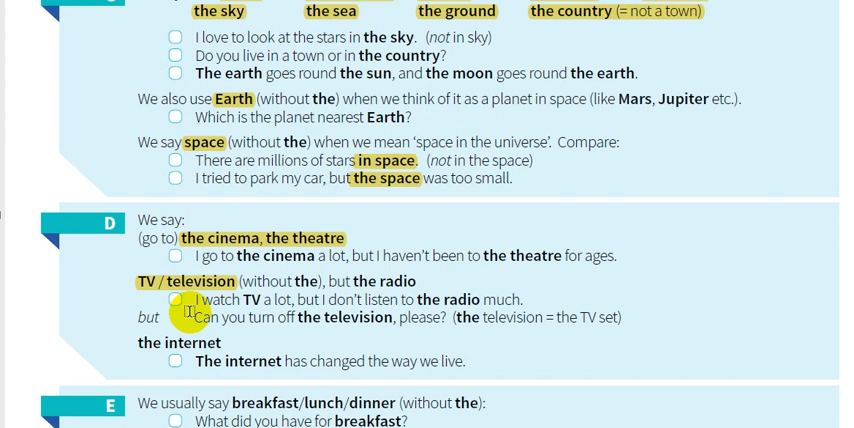 the sky the sea the ground the country (= not a town)
I love to look at the stars in the sky. (not in sky)
Do you live in a town or in the country?
The earth goes round the sun, and the moon goes round the earth.
We also use Earth (without the) when we think of it as a planet in space (like Mars, Jupiter etc.).
Which is the planet nearest Earth?
We say space (without the) when we mean ‘space in the universe’. Compare:
There are millions of stars in space. (not in the space)
I tried to park my car, but the space was too small.
D
We say:
(go to) the cinema, the theatre
I go to the cinema a lot, but I haven’t been to the theatre for ages.
TV / television (without the), but the radio
I watch TV a lot, but I don’t listen to the radio much.
but Can you turn off the television, please? (the television = the TV set)
the internet
The internet has changed the way we live.
E
We usually say breakfast/lunch/dinner (without the):
What did you have for breakfast?